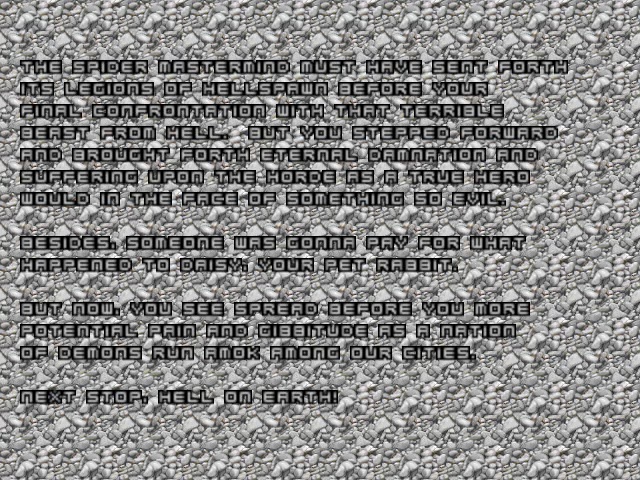 THE SPIDER MASTERMIND MUST HAVE SENT FORTH
ITS LEGIONS OF HELLSPAWN BEFORE YOUR
FINAL CONFRONTATION WITH THAT TERRIBLE
BEAST FROM HELL. BUT YOU STEPPED FORWARD
AND BROUGHT FORTH ETERNAL DAMNATION AND
SUFFERING UPON THE HORDE AS A TRUE HERO
WOULD IN THE FACE OF SOMETHING SO EVIL.

BESIDES, SOMEONE WAS GONNA PAY FOR WHAT
HAPPENED TO DAISY, YOUR PET RABBIT.

BUT NOW, YOU SEE SPREAD BEFORE YOU MORE
POTENTIAL PAIN AND GIBBITUDE AS A NATION
OF DEMONS RUN AMOK AMONG OUR CITIES.

NEXT STOP, HELL ON EARTH!